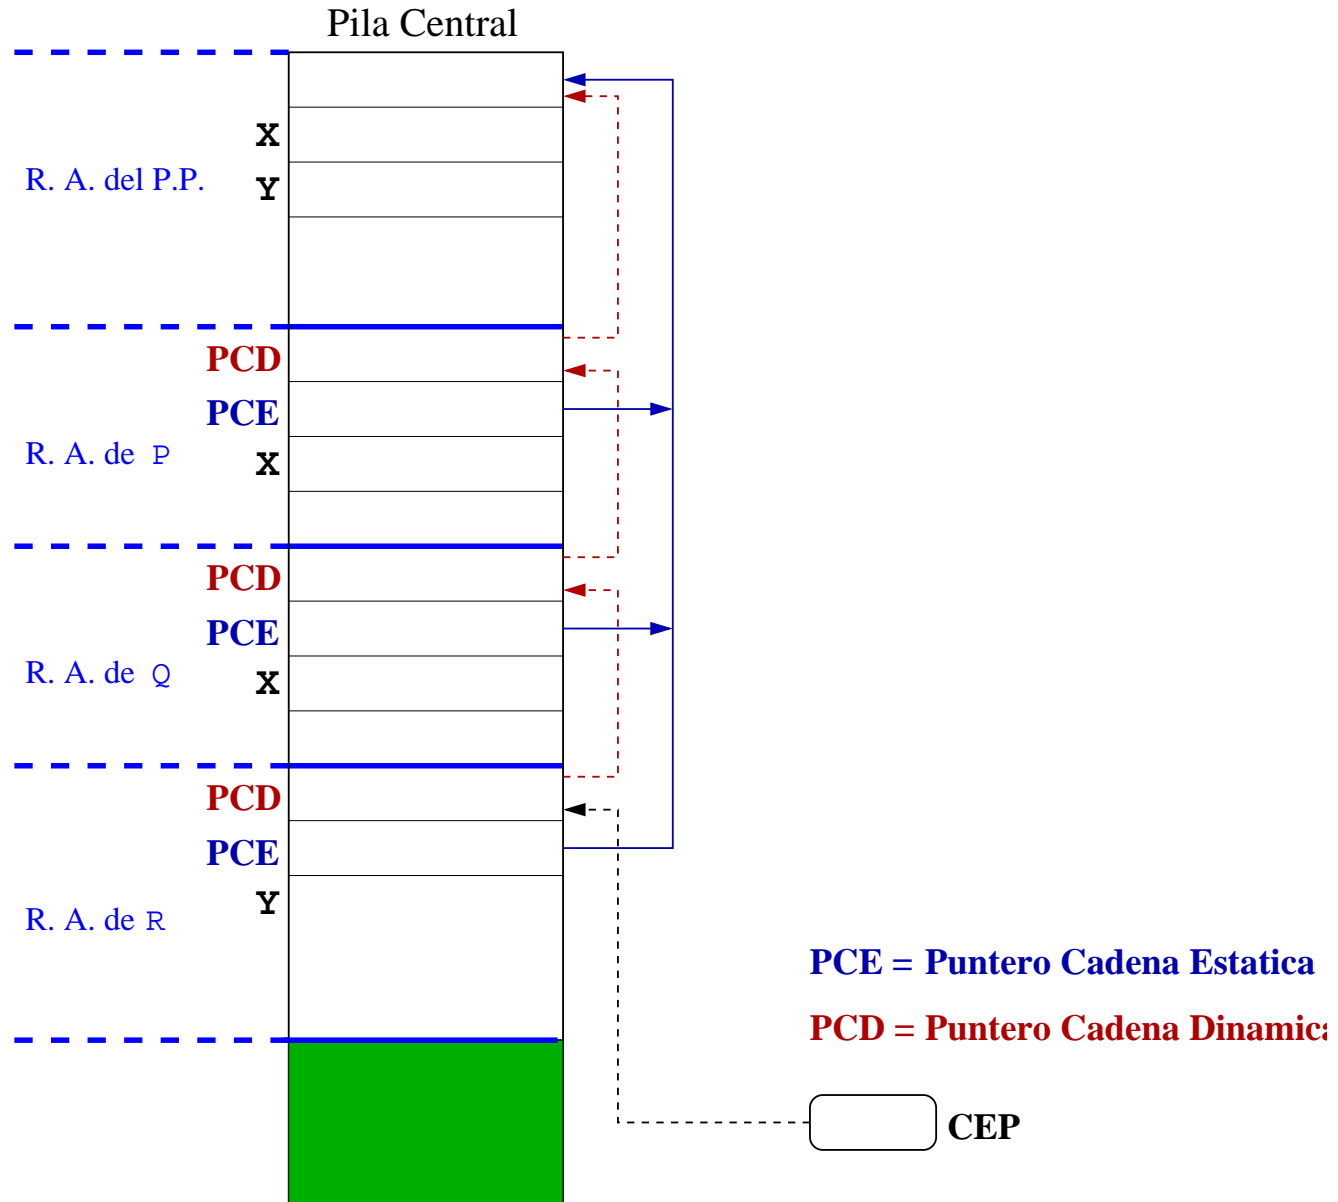 Pila Central
X
R. A. del P.P.
Y
PCD
PCE
R. A. de P
X
PCD
PCE
R. A. de Q
X
PCD
PCE
R. A. de R
Y
PCE = Puntero Cadena Estatica
PCD = Puntero Cadena Dinamica
CEP